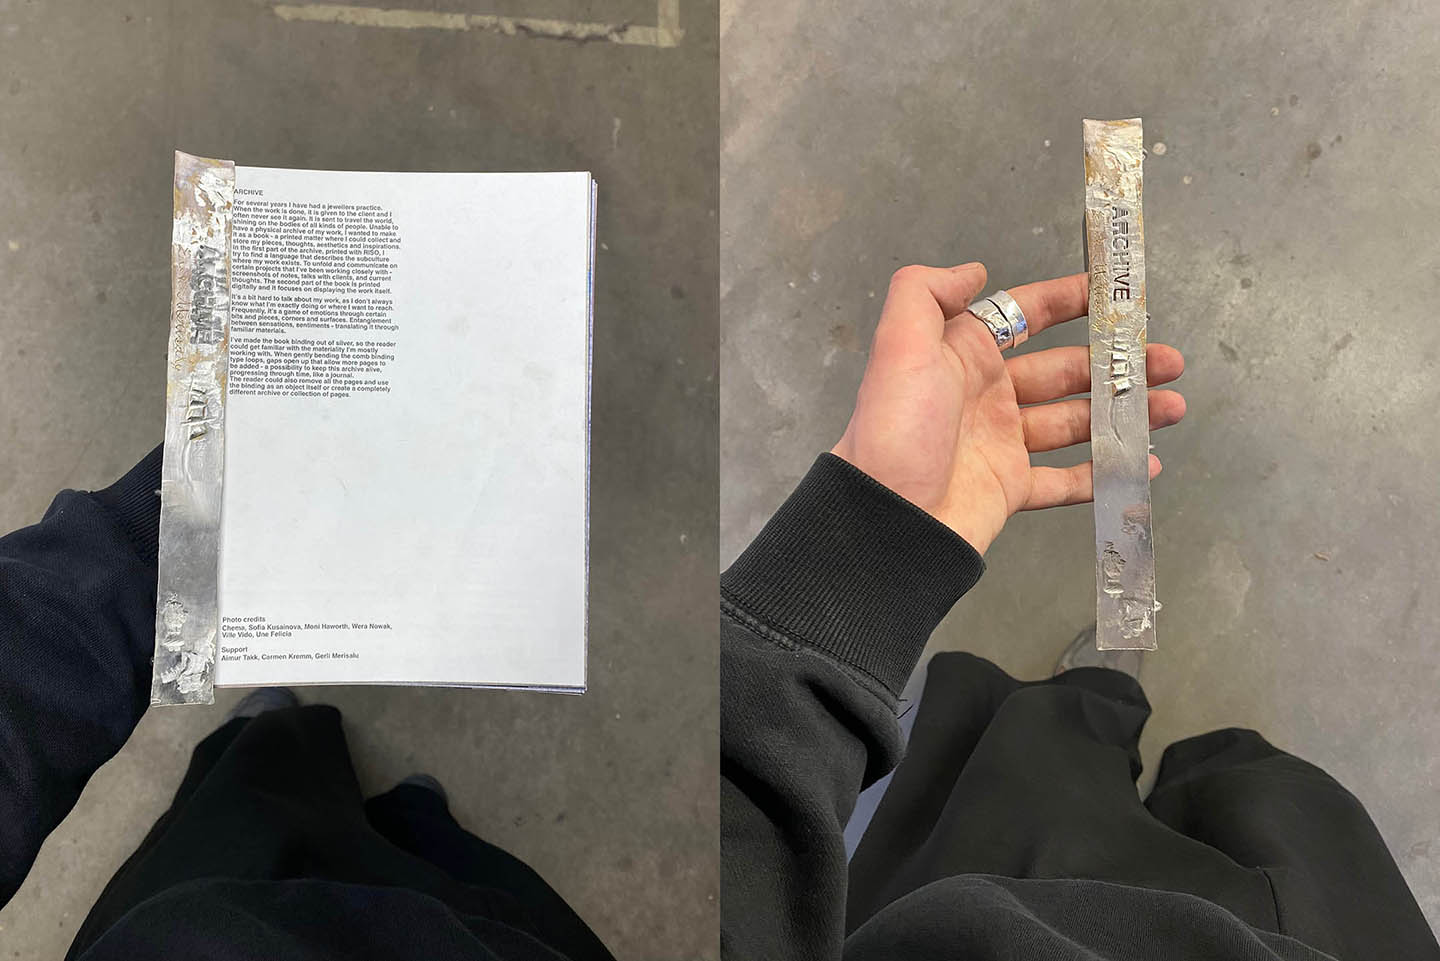 ARCHIVE
For several years I have had a jewellers practice.
When the work is done, it is given to the client and I
often never see it again. It is sent to travel the world,
shining on the bodies of all kinds of people. Unable to
have a physical archive of my work, I wanted to make
it as a book - a printed matter where I could collect and
store my pieces, thoughts, aesthetics and inspirations.
In the first part of the archive, printed with RISO, I
try to find a language that describes the subculture
where my work exists. To unfold and communicate on
certain projects that I've been working closely with -
screenshots of notes, talks with clients, and current
thoughts. The second part of the book is printed
digitally and it focuses on displaying the work itself.
It's a bit hard to talk about my work, as I don't always
know what I'm exactly doing or where I want to reach.
Frequently, it's a game of emotions through certain
bits and pieces, corners and surfaces. Entanglement
between sensations, sentiments - translating it through
familiar materials.
I've made the book binding out of silver, so the reader
could get familiar with the materiality I'm mostly
working with. When gently bending the comb binding
type loops, gaps open up that allow more pages to
be added - a possibility to keep this archive alive,
progressing through time, like a journal.
The reader could also remove all the pages and use
the binding as an object itself or create a completely
different archive or collection of pages
Photo credits
Chema, Sofia Kusainova, Moni Haworth, Wera Nowak,
Ville Vido, Une Felicia
Support
Aimur Takk, Carmen Kremm, Gerli Merisalu
ARCHIVE
ARCHIVE